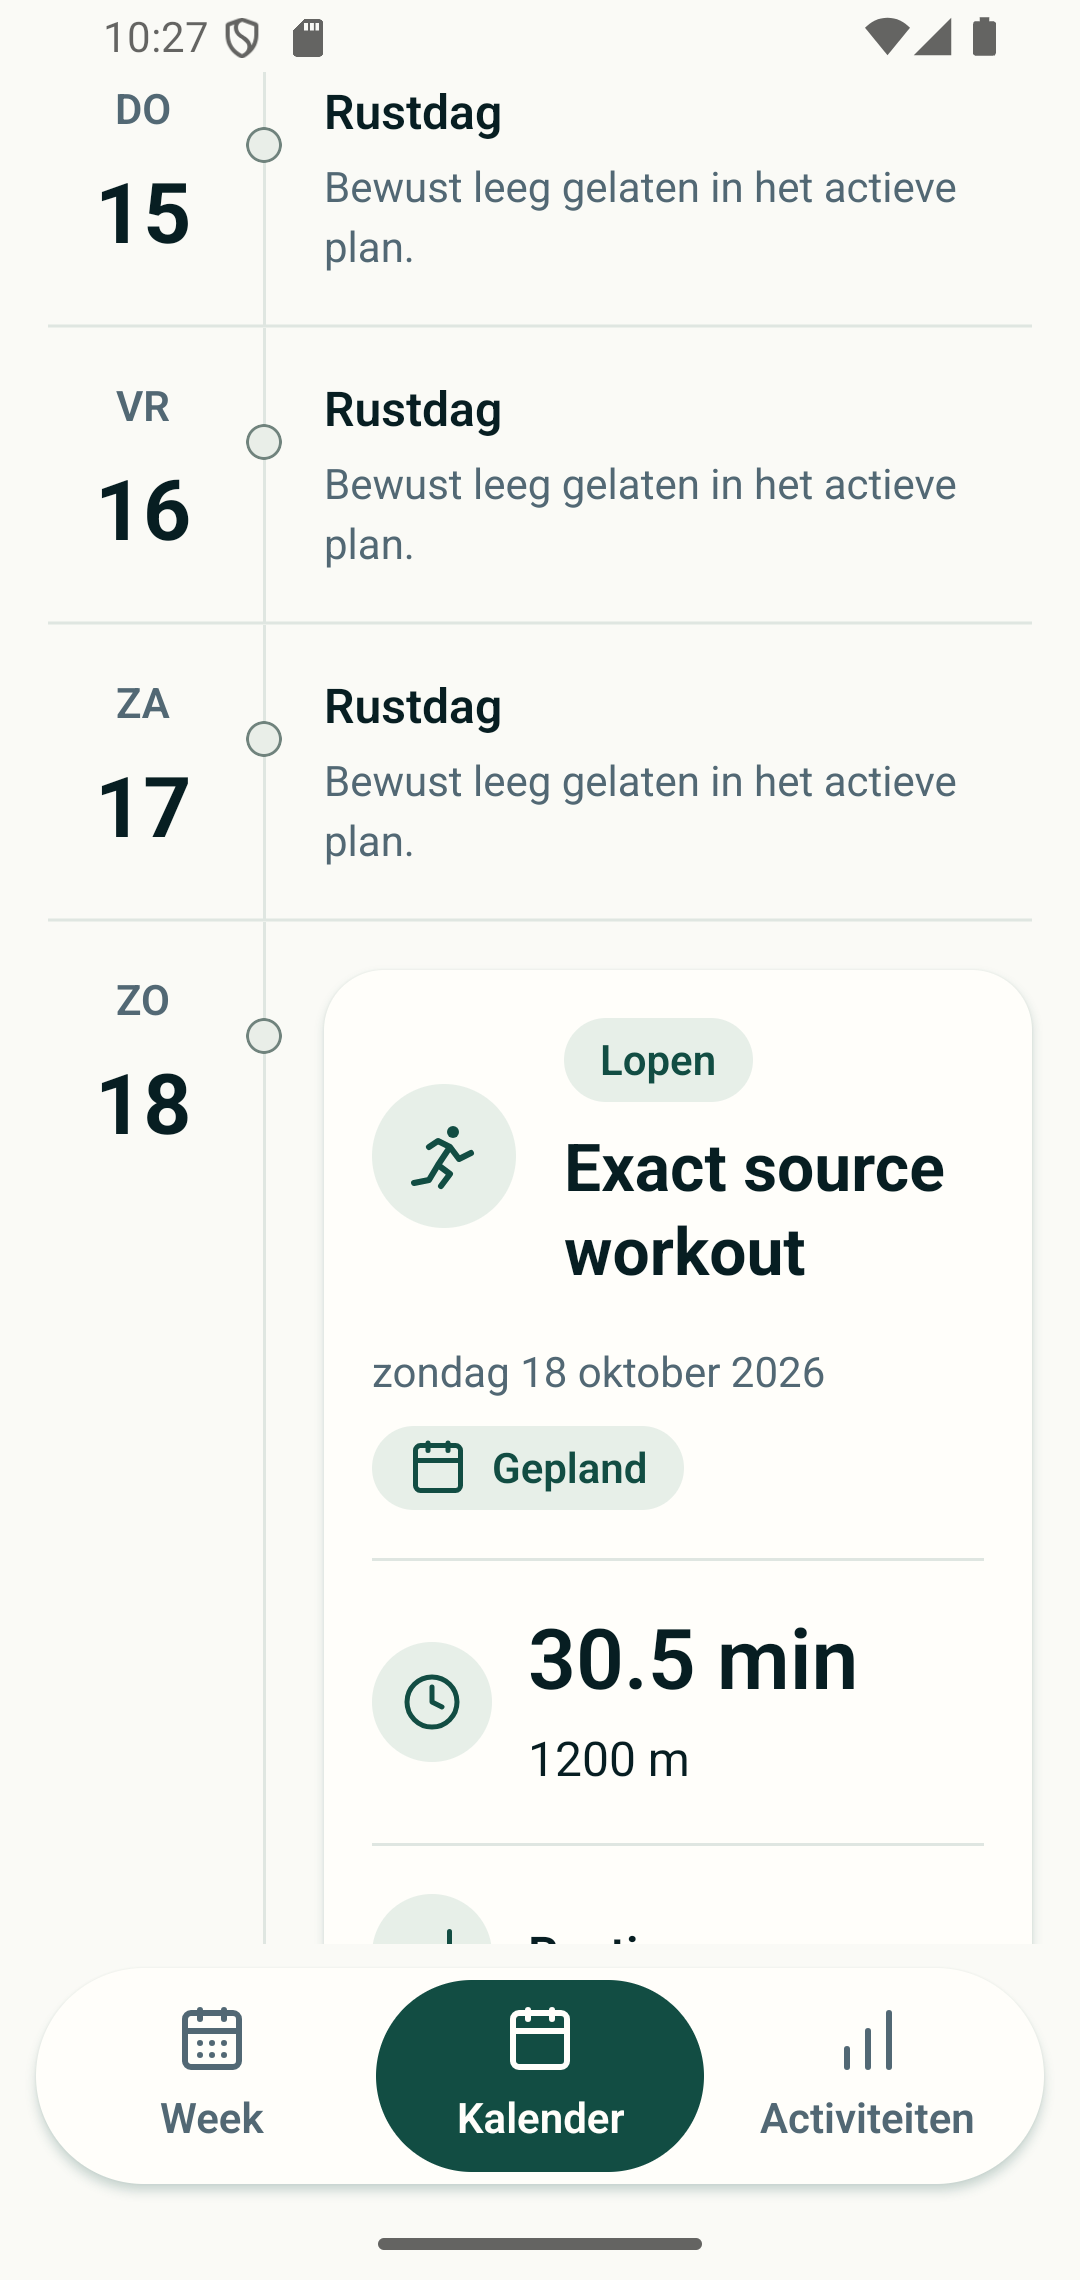 10:27
DO
15
Rustdag
Bewust leeg gelaten in het actieve
plan.
VR
16
Rustdag
Bewust leeg gelaten in het actieve
plan.
ZA
17
Rustdag
Bewust leeg gelaten in het actieve
plan.
ZO
18
Lopen
Exact source
workout
zondag 18 oktober 2026
Gepland
30.5 min
1200 m
Week
Kalender
Activiteiten